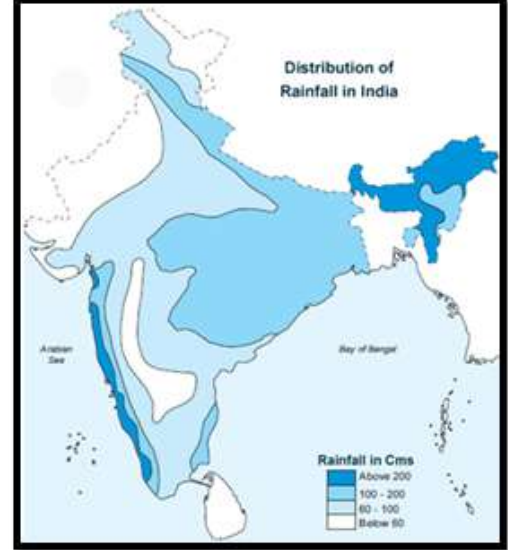 Distribution of
Rainfall in India
Arabian
Sea
Bay of Bengal
Rainfall in Cms
Above 200
100 - 200
60 - 100
Below 60